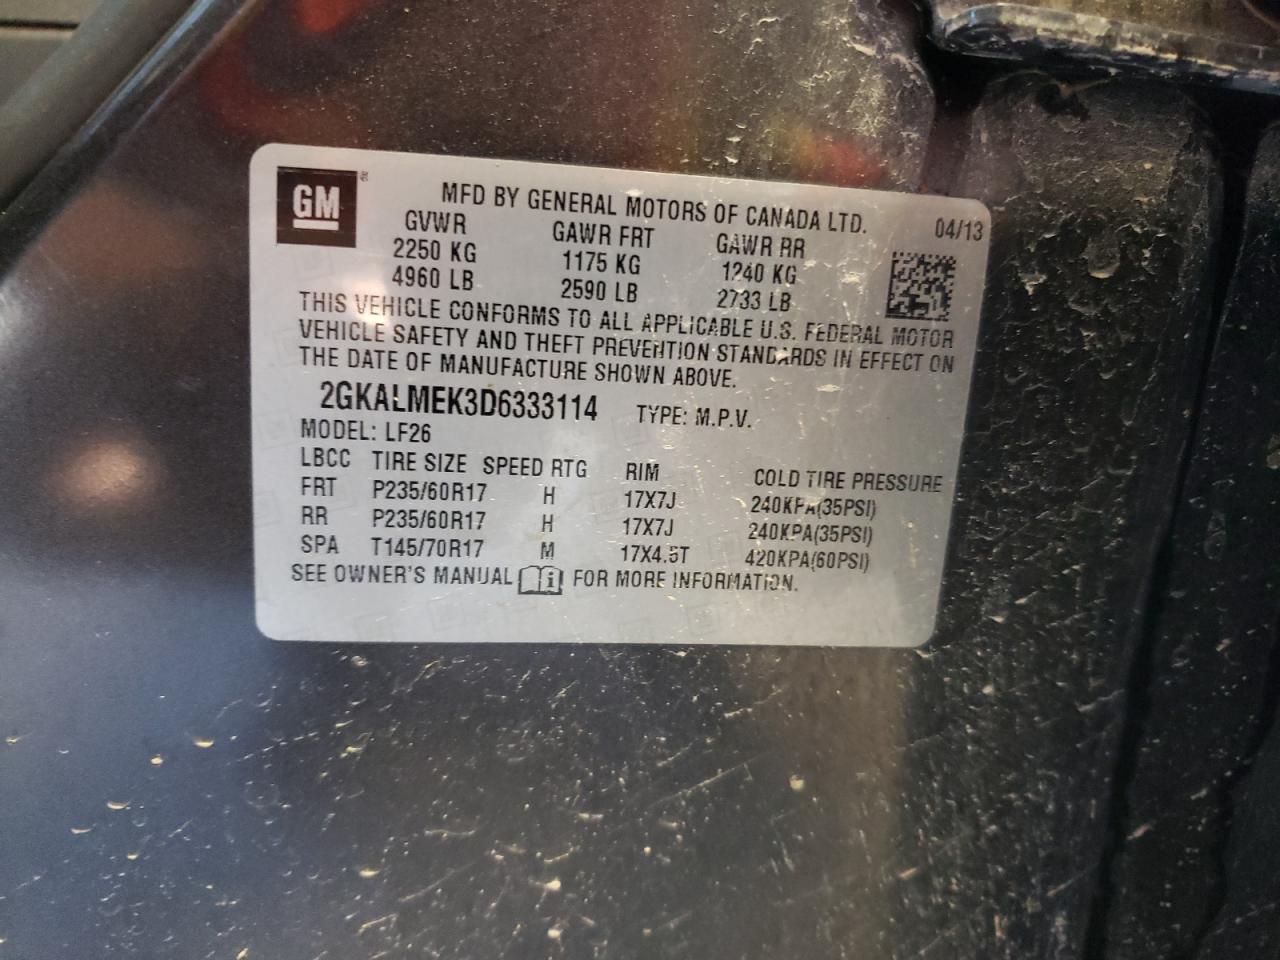 GM ®
MFD BY GENERAL MOTORS OF CANADA LTD.
04/13
GVWR GAWR FRT GAWR RR
2250 KG 1175 KG 1240 KG
4960 LB 2590 LB 2733 LB
THIS VEHICLE CONFORMS TO ALL APPLICABLE U.S. FEDERAL MOTOR
VEHICLE SAFETY AND THEFT PREVENTION STANDARDS IN EFFECT ON
THE DATE OF MANUFACTURE SHOWN ABOVE.
2GKALMEK3D6333114 TYPE: M.P.V.
MODEL: LF26
LBCC TIRE SIZE SPEED RTG RIM COLD TIRE PRESSURE
FRT P235/60R17 H 17X7J 240KPA(35PSI)
RR P235/60R17 H 17X7J 240KPA(35PSI)
SPA T145/70R17 M 17X4.5T 420KPA(60PSI)
SEE OWNER'S MANUAL i FOR MORE INFORMATION.